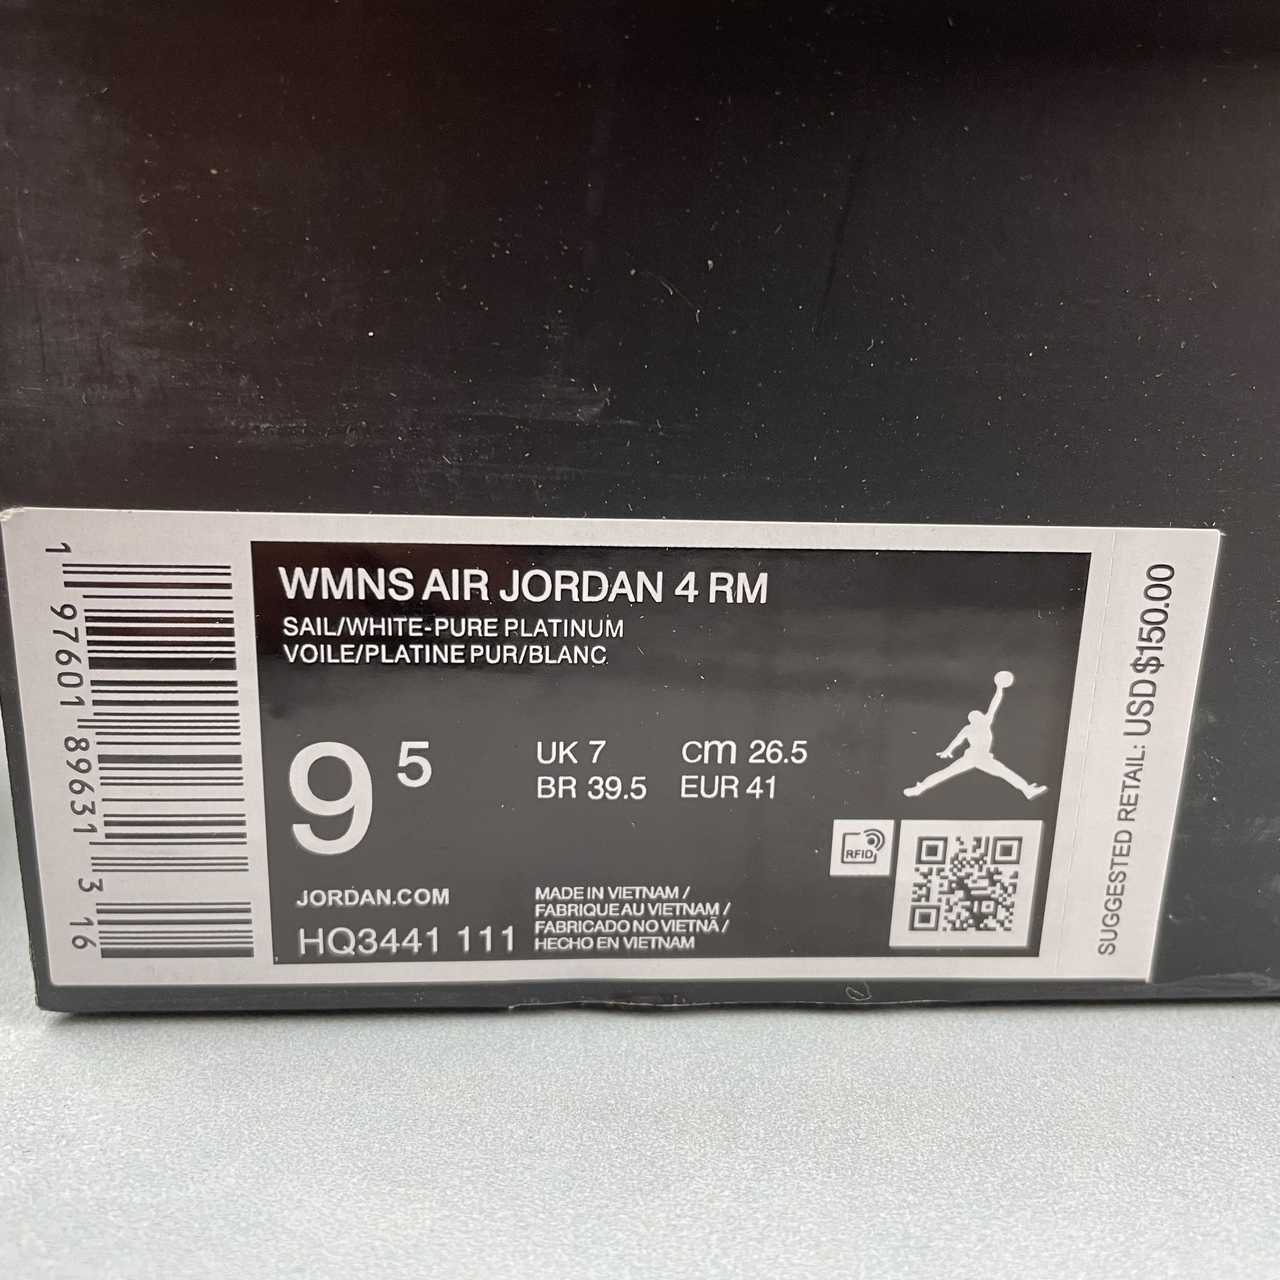 WMNS AIR JORDAN 4 RM
SAIL/WHITE-PURE PLATINUM
VOILE/PLATINE PUR/BLANC
9 5
UK 7 cm 26.5
BR 39.5 EUR 41
RFID
JORDAN.COM
HQ3441 111
MADE IN VIETNAM /
FABRIQUE AU VIETNAM /
FABRICADO NO VIETNÃ /
HECHO EN VIETNAM
1 97601 89631 3 16
SUGGESTED RETAIL: USD $150.00